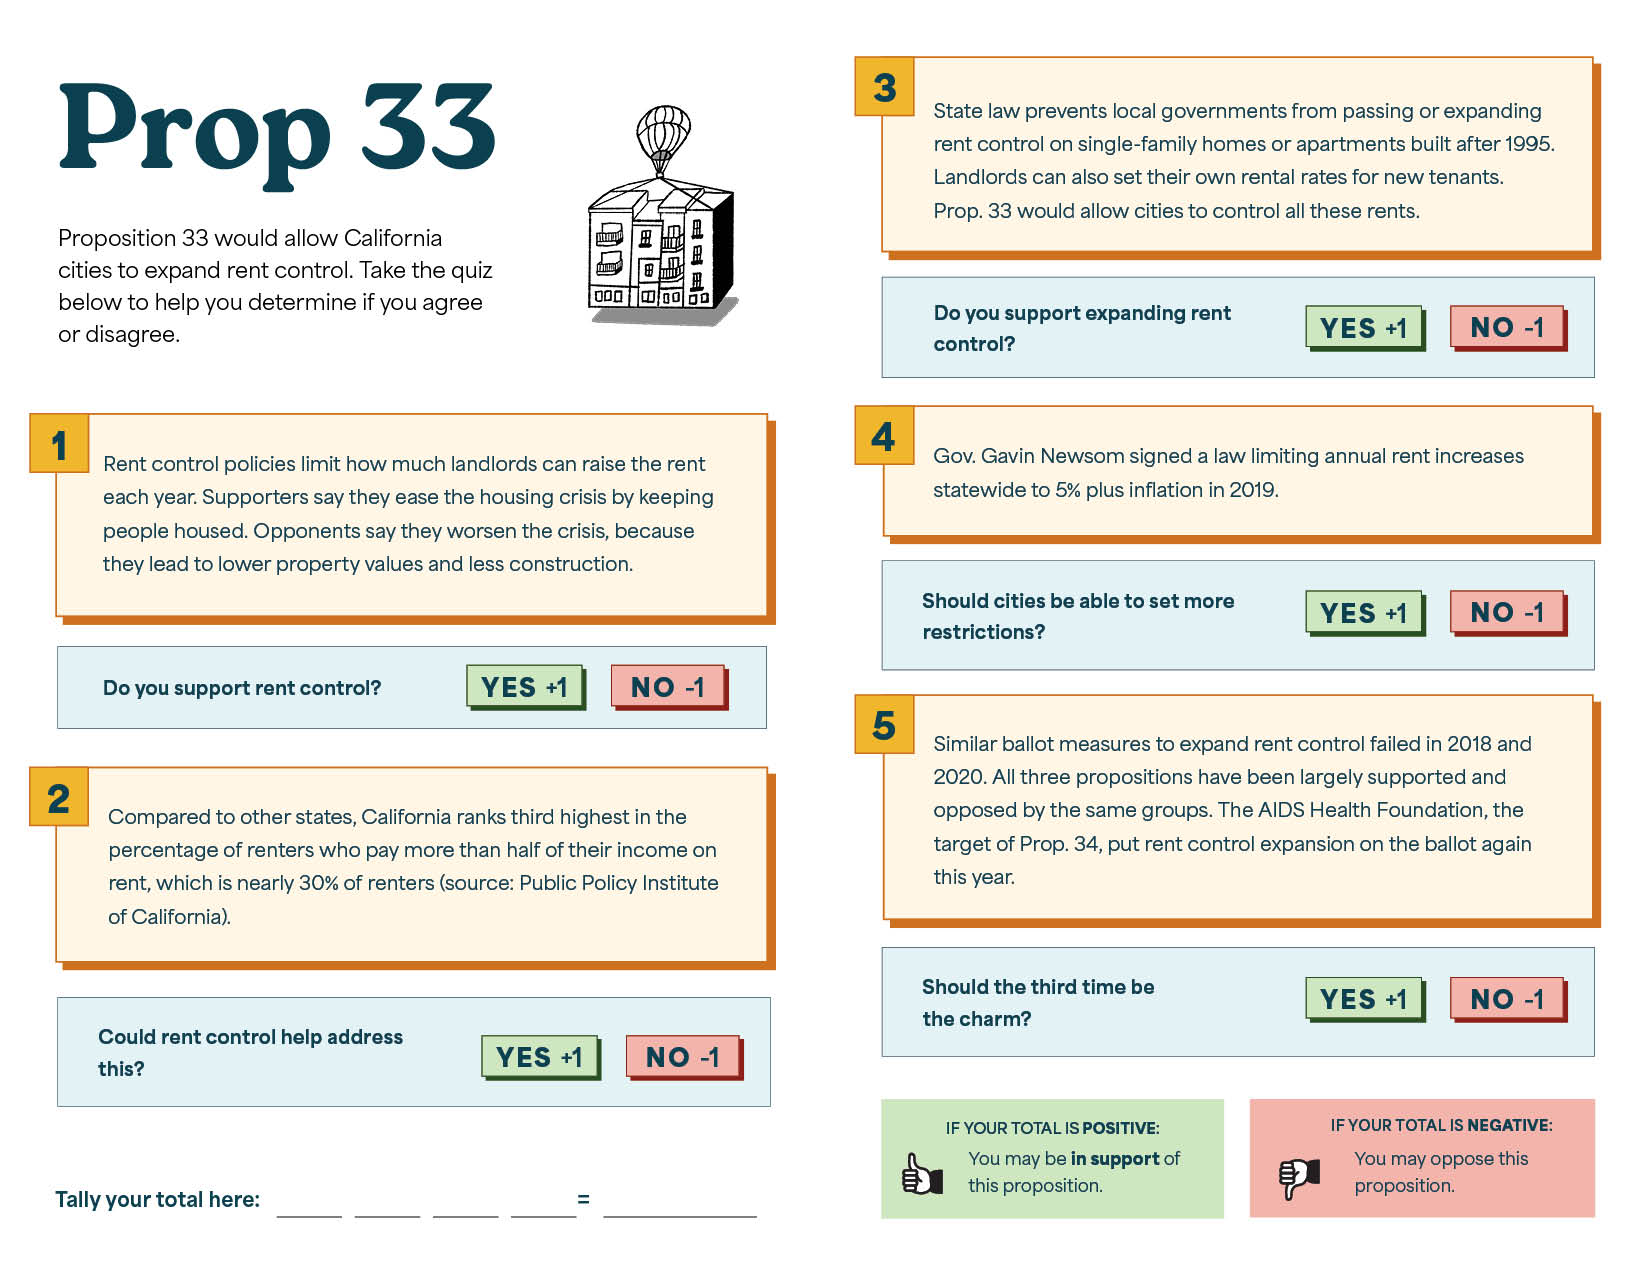 Prop 33
Proposition 33 would allow California
cities to expand rent control. Take the quiz
below to help you determine if you agree
or disagree.
1
Rent control policies limit how much landlords can raise the rent
each year. Supporters say they ease the housing crisis by keeping
people housed. Opponents say they worsen the crisis, because
they lead to lower property values and less construction.
Do you support rent control?
YES +1
NO -1
2
Compared to other states, California ranks third highest in the
percentage of renters who pay more than half of their income on
rent, which is nearly 30% of renters (source: Public Policy Institute
of California).
Could rent control help address
this?
YES +1
NO -1
Tally your total here: ____ ____ ____ ____= ____
3
State law prevents local governments from passing or expanding
rent control on single-family homes or apartments built after 1995.
Landlords can also set their own rental rates for new tenants.
Prop. 33 would allow cities to control all these rents.
Do you support expanding rent
control?
YES +1
NO -1
4
Gov. Gavin Newsom signed a law limiting annual rent increases
statewide to 5% plus inflation in 2019.
Should cities be able to set more
restrictions?
YES +1
NO -1
5
Similar ballot measures to expand rent control failed in 2018 and
2020. All three propositions have been largely supported and
opposed by the same groups. The AIDS Health Foundation, the
target of Prop. 34, put rent control expansion on the ballot again
this year.
Should the third time be
the charm?
YES +1
NO -1
IF YOUR TOTAL IS POSITIVE:
You may be in support of
this proposition.
IF YOUR TOTAL IS NEGATIVE:
You may oppose this
proposition.